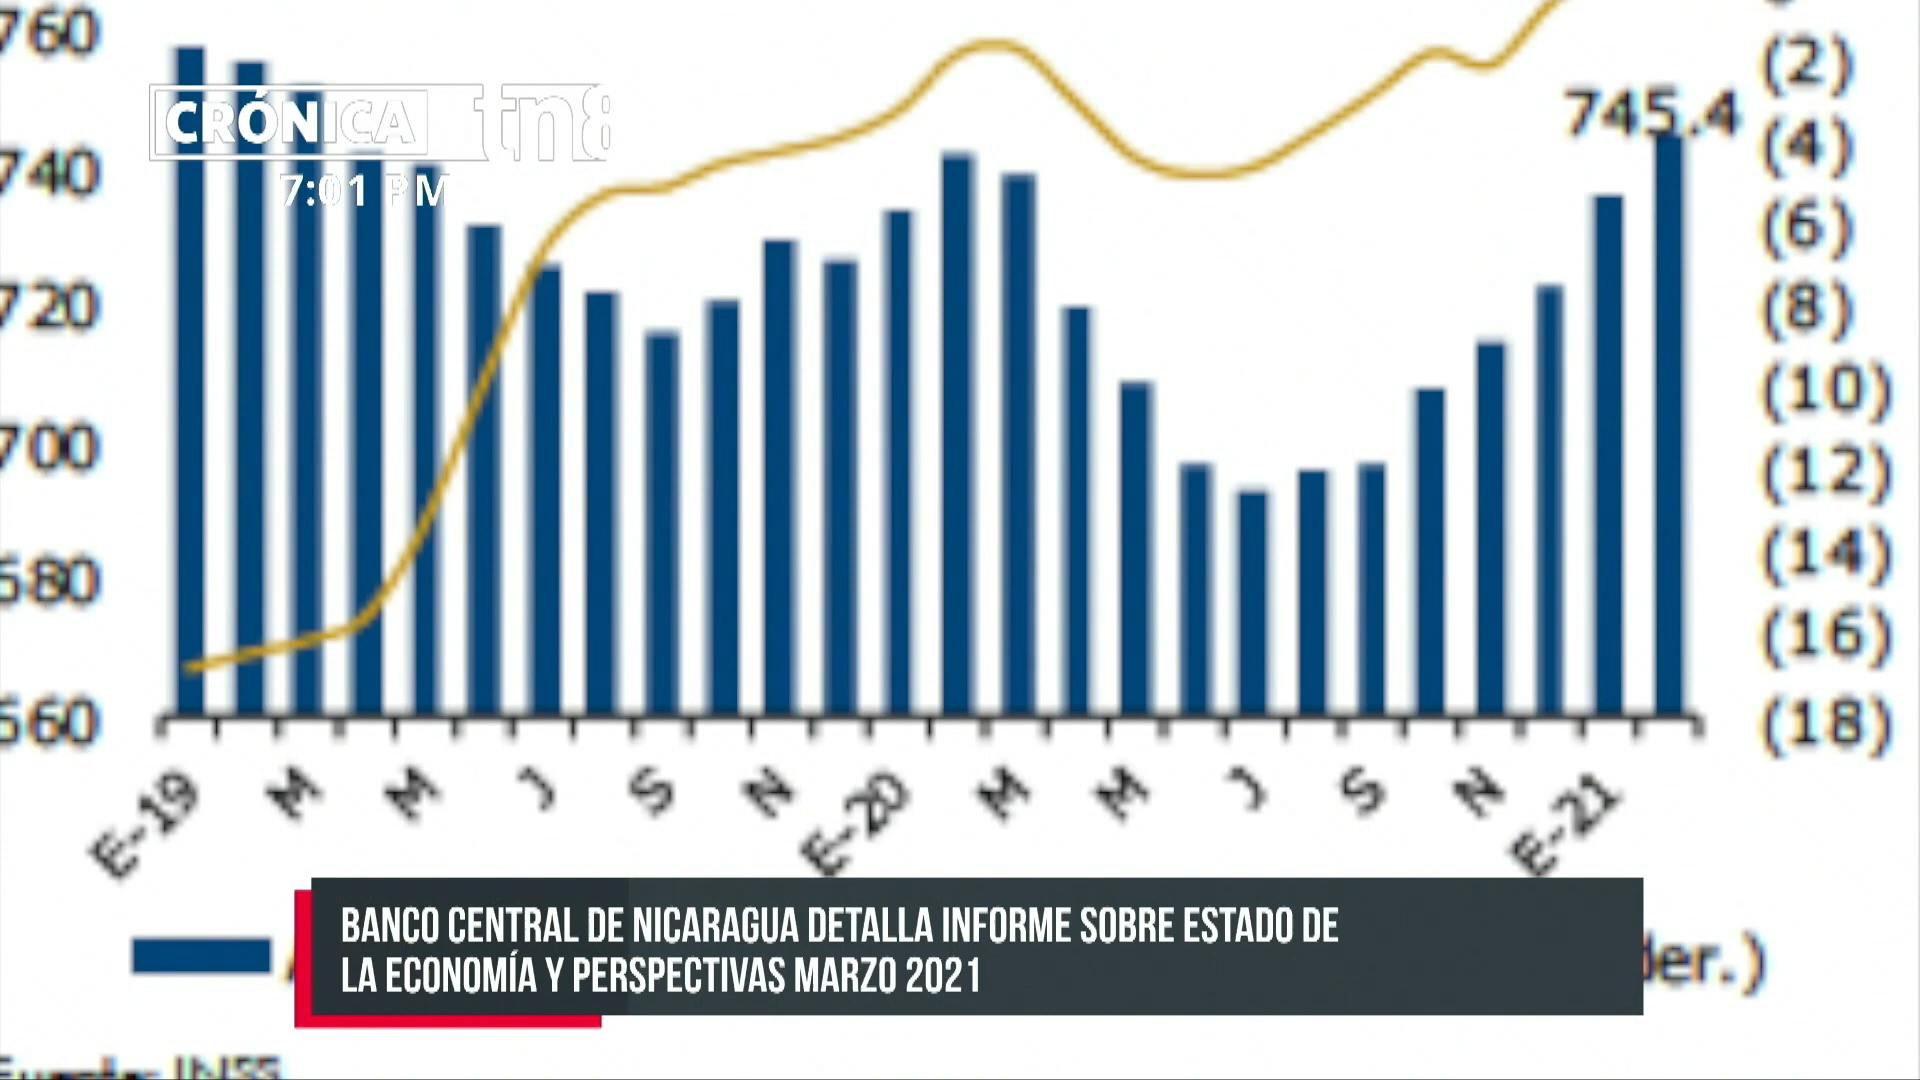 760
740
720
700
680
660
(2)
(4)
(6)
(8)
(10)
(12)
(14)
(16)
(18)
745.4
CRÓNICA tn8
7:01 PM
E-19 M M J S N E-20 M M J S N E-21
BANCO CENTRAL DE NICARAGUA DETALLA INFORME SOBRE ESTADO DE
LA ECONOMÍA Y PERSPECTIVAS MARZO 2021
der.)
Fuente: INSS